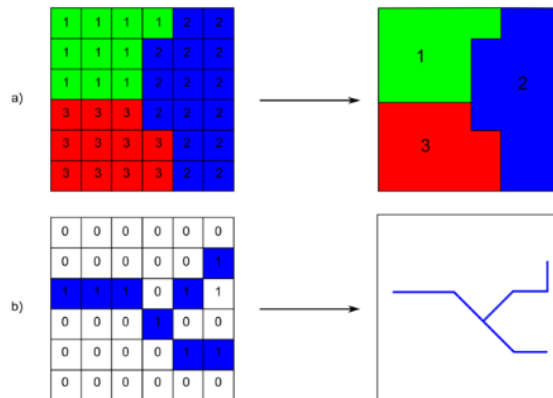 a)
1 1 1 1 2 2
1 1 1 2 2 2
1 1 1 2 2 2
3 3 3 2 2 2
3 3 3 3 2 2
3 3 3 3 2 2
1
2
3
b)
0 0 0 0 0 0
0 0 0 0 0 1
1 1 1 0 1 1
0 0 0 1 0 0
0 0 0 0 1 1
0 0 0 0 0 0